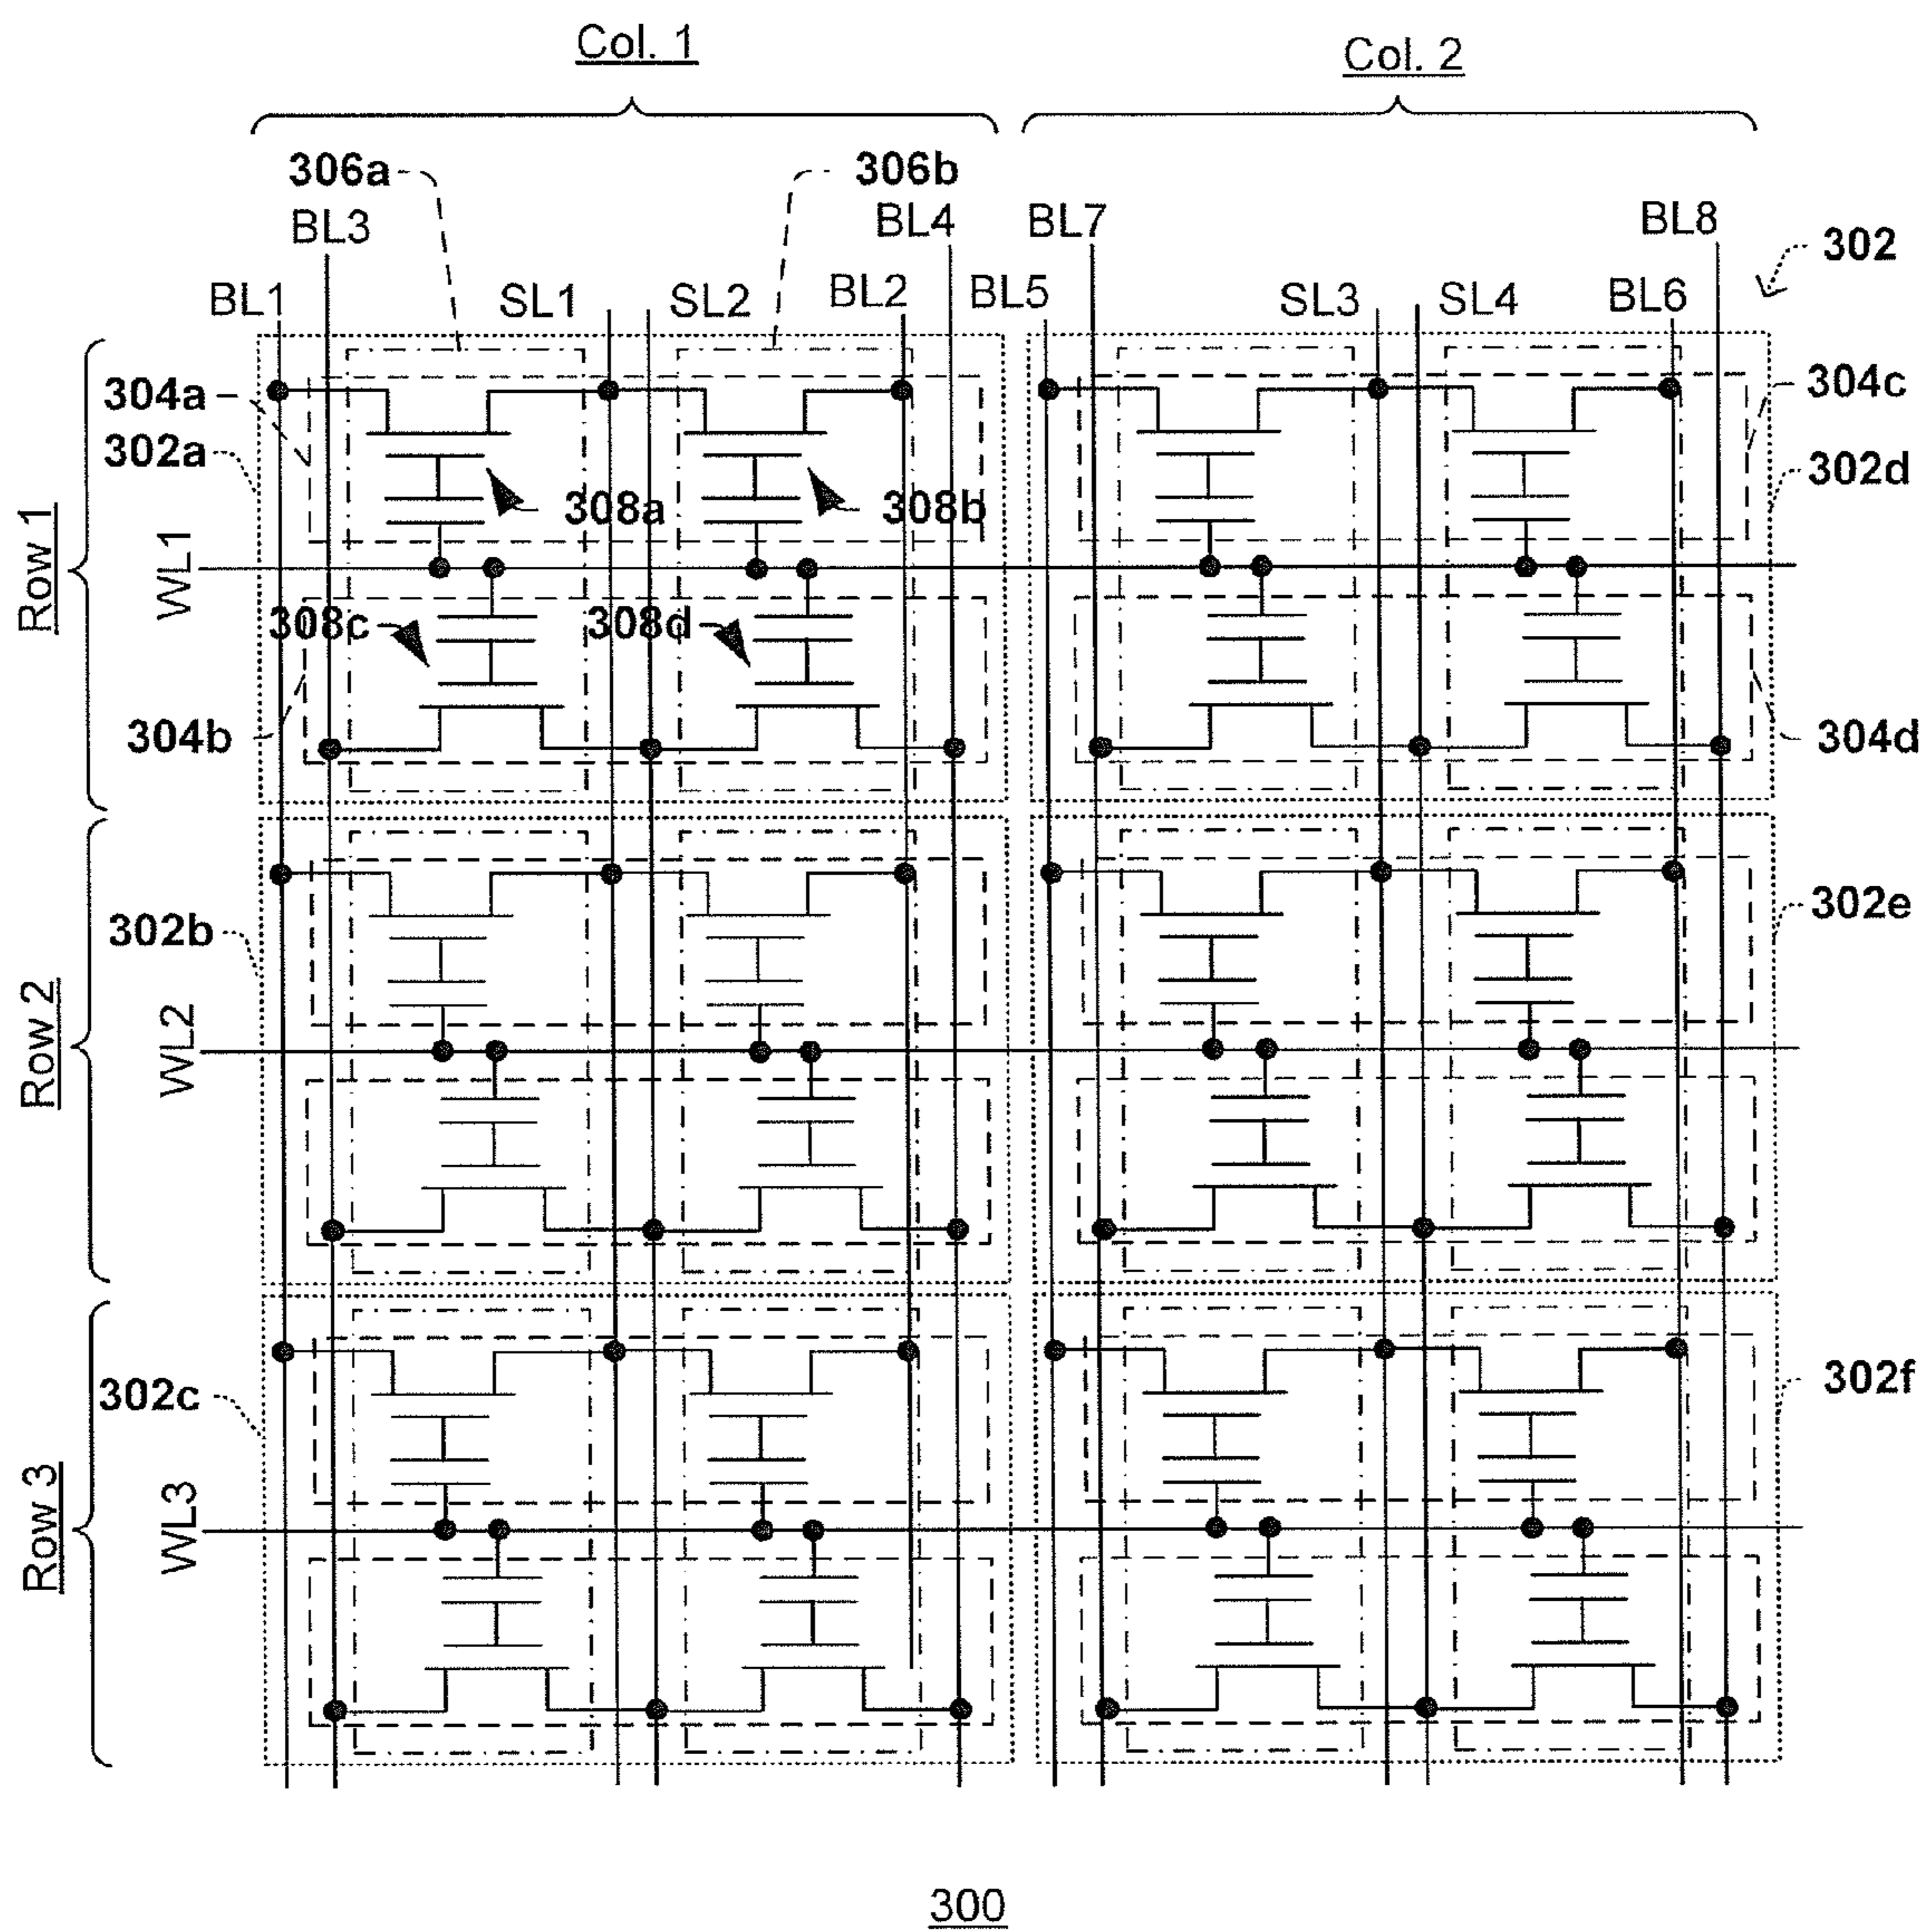 Col. 1
Col. 2
306a
306b
BL3
BL4
BL7
BL8
302
BL1
SL1
SL2
BL2
BL5
SL3
SL4
BL6
304a
304c
302a
302d
308a
308b
Row 1
WL1
308c
308d
304b
304d
302b
302e
Row 2
WL2
302c
302f
Row 3
WL3
300